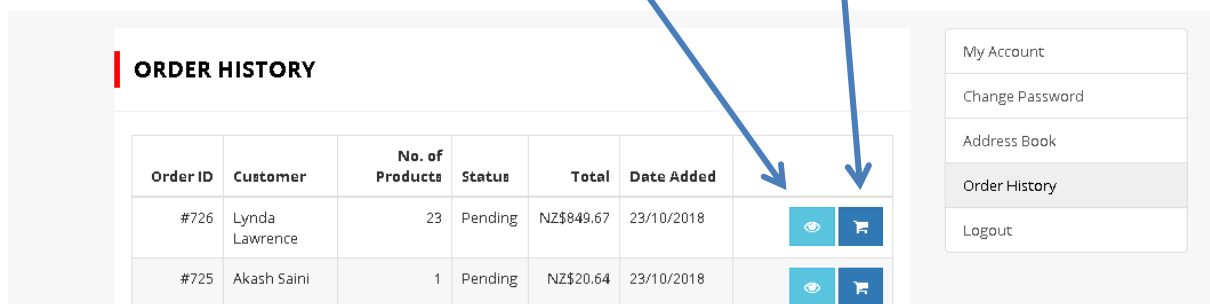 ORDER HISTORY
No. of
Order ID Customer Products Status Total Date Added
#726 Lynda 23 Pending NZ$849.67 23/10/2018
Lawrence
#725 Akash Saini 1 Pending NZ$20.64 23/10/2018
My Account
Change Password
Address Book
Order History
Logout